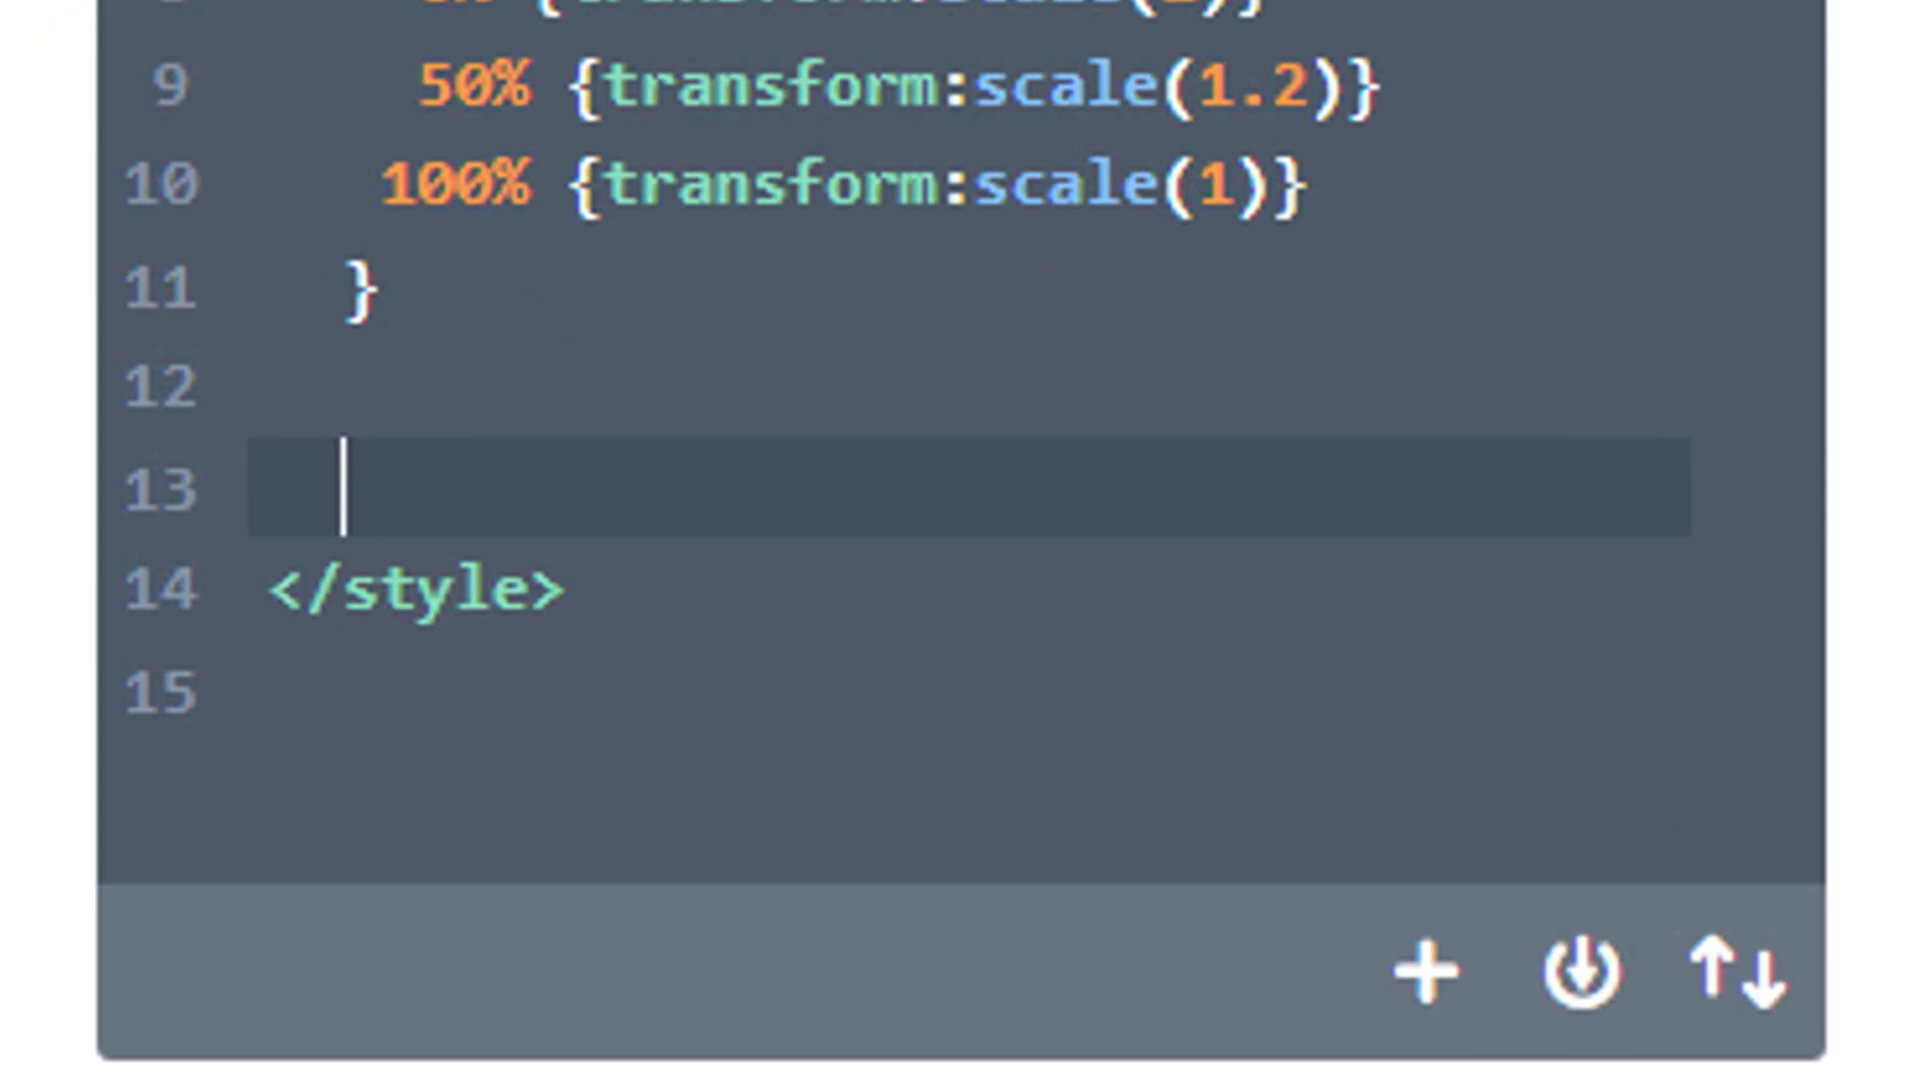 9 50% {transform:scale(1.2)}
10 100% {transform:scale(1)}
11 }
12
13
14 </style>
15